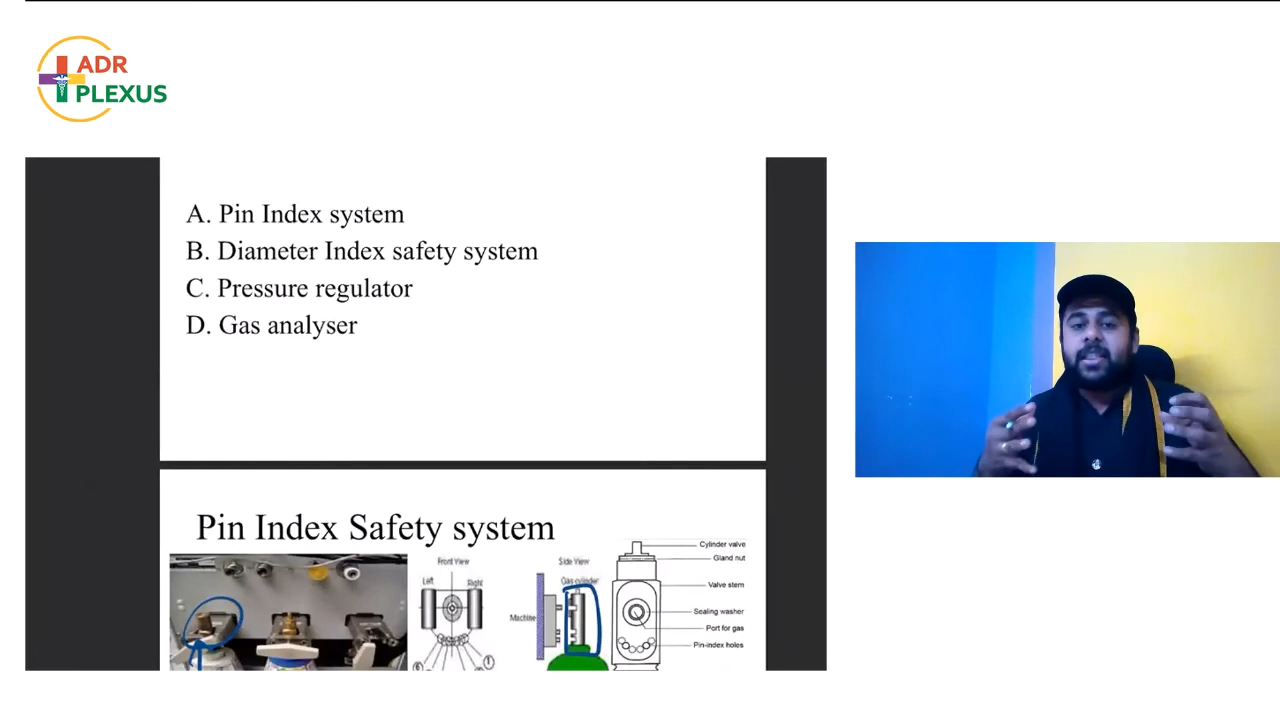 ADR
PLEXUS
A. Pin Index system
B. Diameter Index safety system
C. Pressure regulator
D. Gas analyser
Pin Index Safety system
Front View
Left
Right
Side View
Gas cylinder
Machine
Cylinder valve
Gland nut
Valve stem
Sealing washer
Port for gas
Pin-index holes